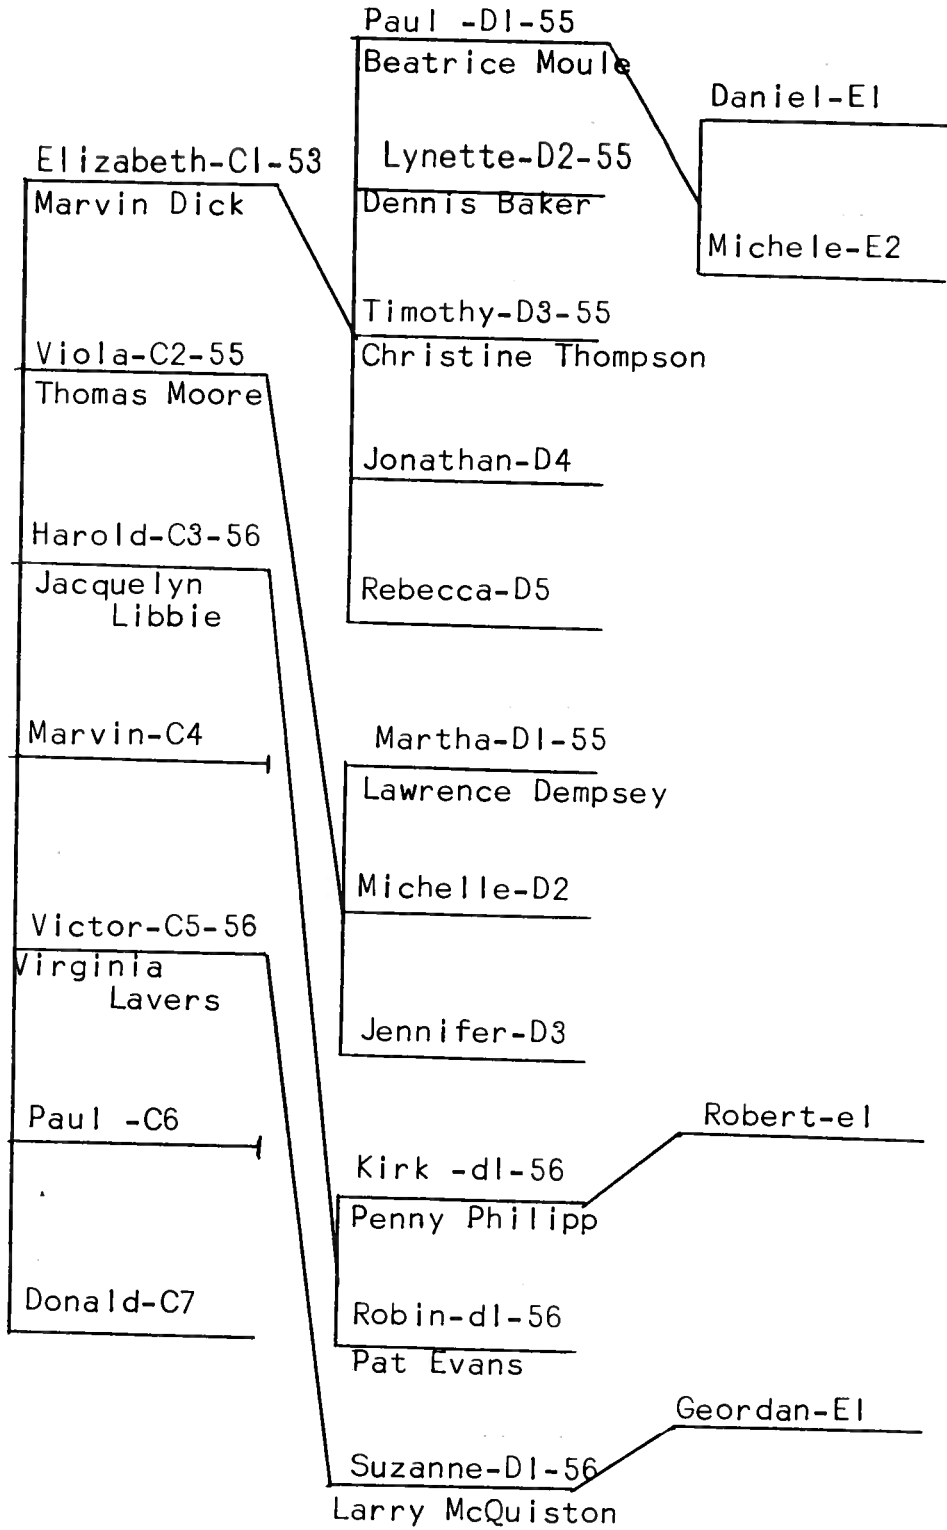 Paul -D1-55
Beatrice Moule
Daniel-E1
Elizabeth-C1-53
Marvin Dick
Lynette-D2-55
Dennis Baker
Michele-E2
Timothy-D3-55
Christine Thompson
Viola-C2-55
Thomas Moore
Jonathan-D4
Harold-C3-56
Jacquelyn
Libbie
Rebecca-D5
Marvin-C4
Martha-D1-55
Lawrence Dempsey
Michelle-D2
Victor-C5-56
Virginia
Lavers
Jennifer-D3
Paul -C6
Robert-e1
Kirk -d1-56
Penny Philipp
Donald-C7
Robin-d1-56
Pat Evans
Geordan-E1
Suzanne-D1-56
Larry McQuiston